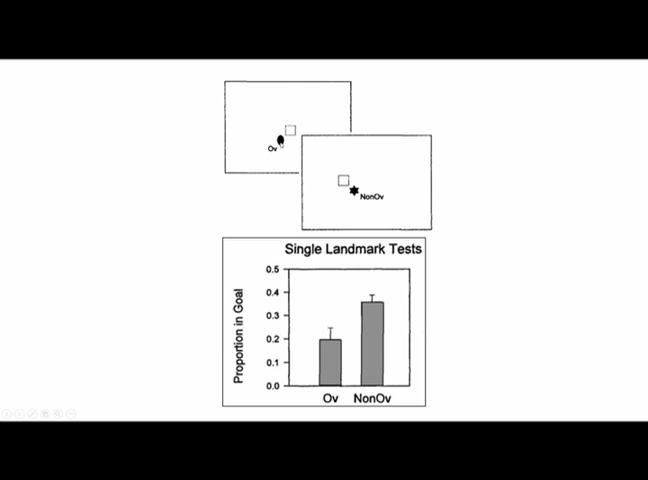 Ov
NonOv
Single Landmark Tests
Proportion in Goal
0.5
0.4
0.3
0.2
0.1
0.0
Ov NonOv